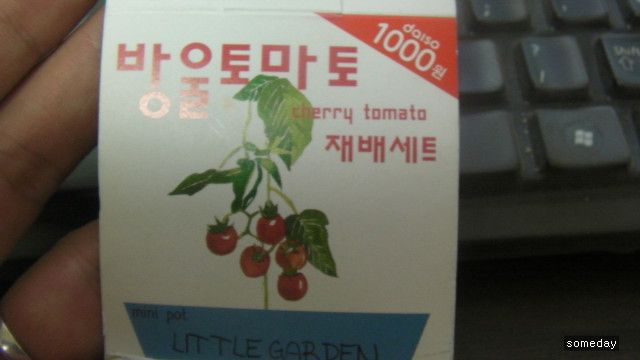 daiso
1000원
방울토마토
cherry tomato
재배세트
mini pot
LITTLE GARDEN
someday